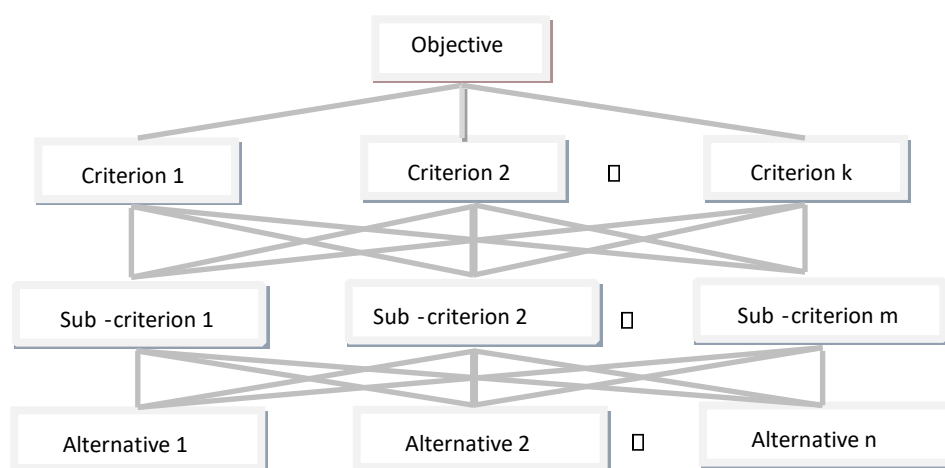 Objective
Criterion 1
Criterion 2
Criterion k
Sub -criterion 1
Sub -criterion 2
Sub -criterion m
Alternative 1
Alternative 2
Alternative n